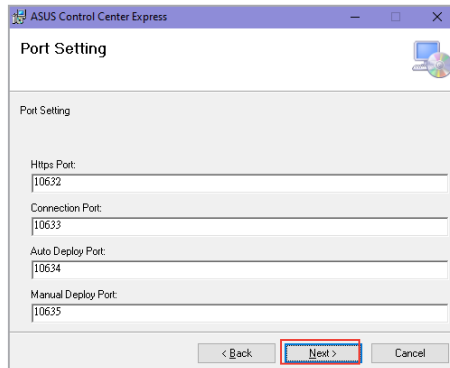 ASUS Control Center Express
Port Setting
Port Setting
Https Port:
10632
Connection Port:
10633
Auto Deploy Port:
10634
Manual Deploy Port:
10635
< Back
Next >
Cancel